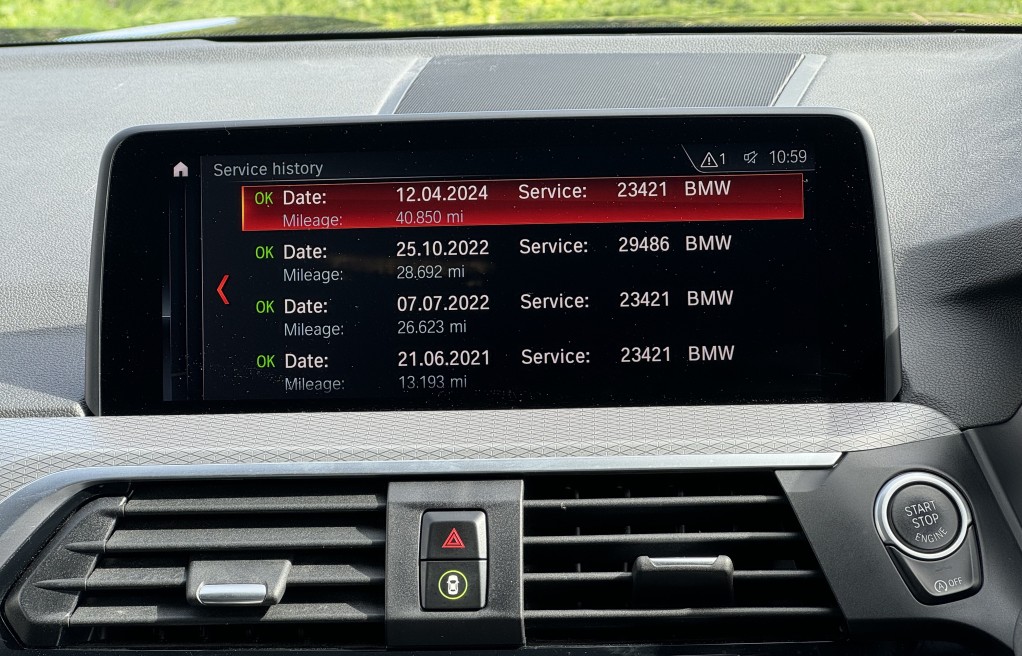 Service history 1 10:59
OK Date: 12.04.2024 Service: 23421 BMW
Mileage: 40.850 mi
OK Date: 25.10.2022 Service: 29486 BMW
Mileage: 28.692 mi
OK Date: 07.07.2022 Service: 23421 BMW
Mileage: 26.623 mi
OK Date: 21.06.2021 Service: 23421 BMW
Mileage: 13.193 mi
START
STOP
ENGINE
A OFF